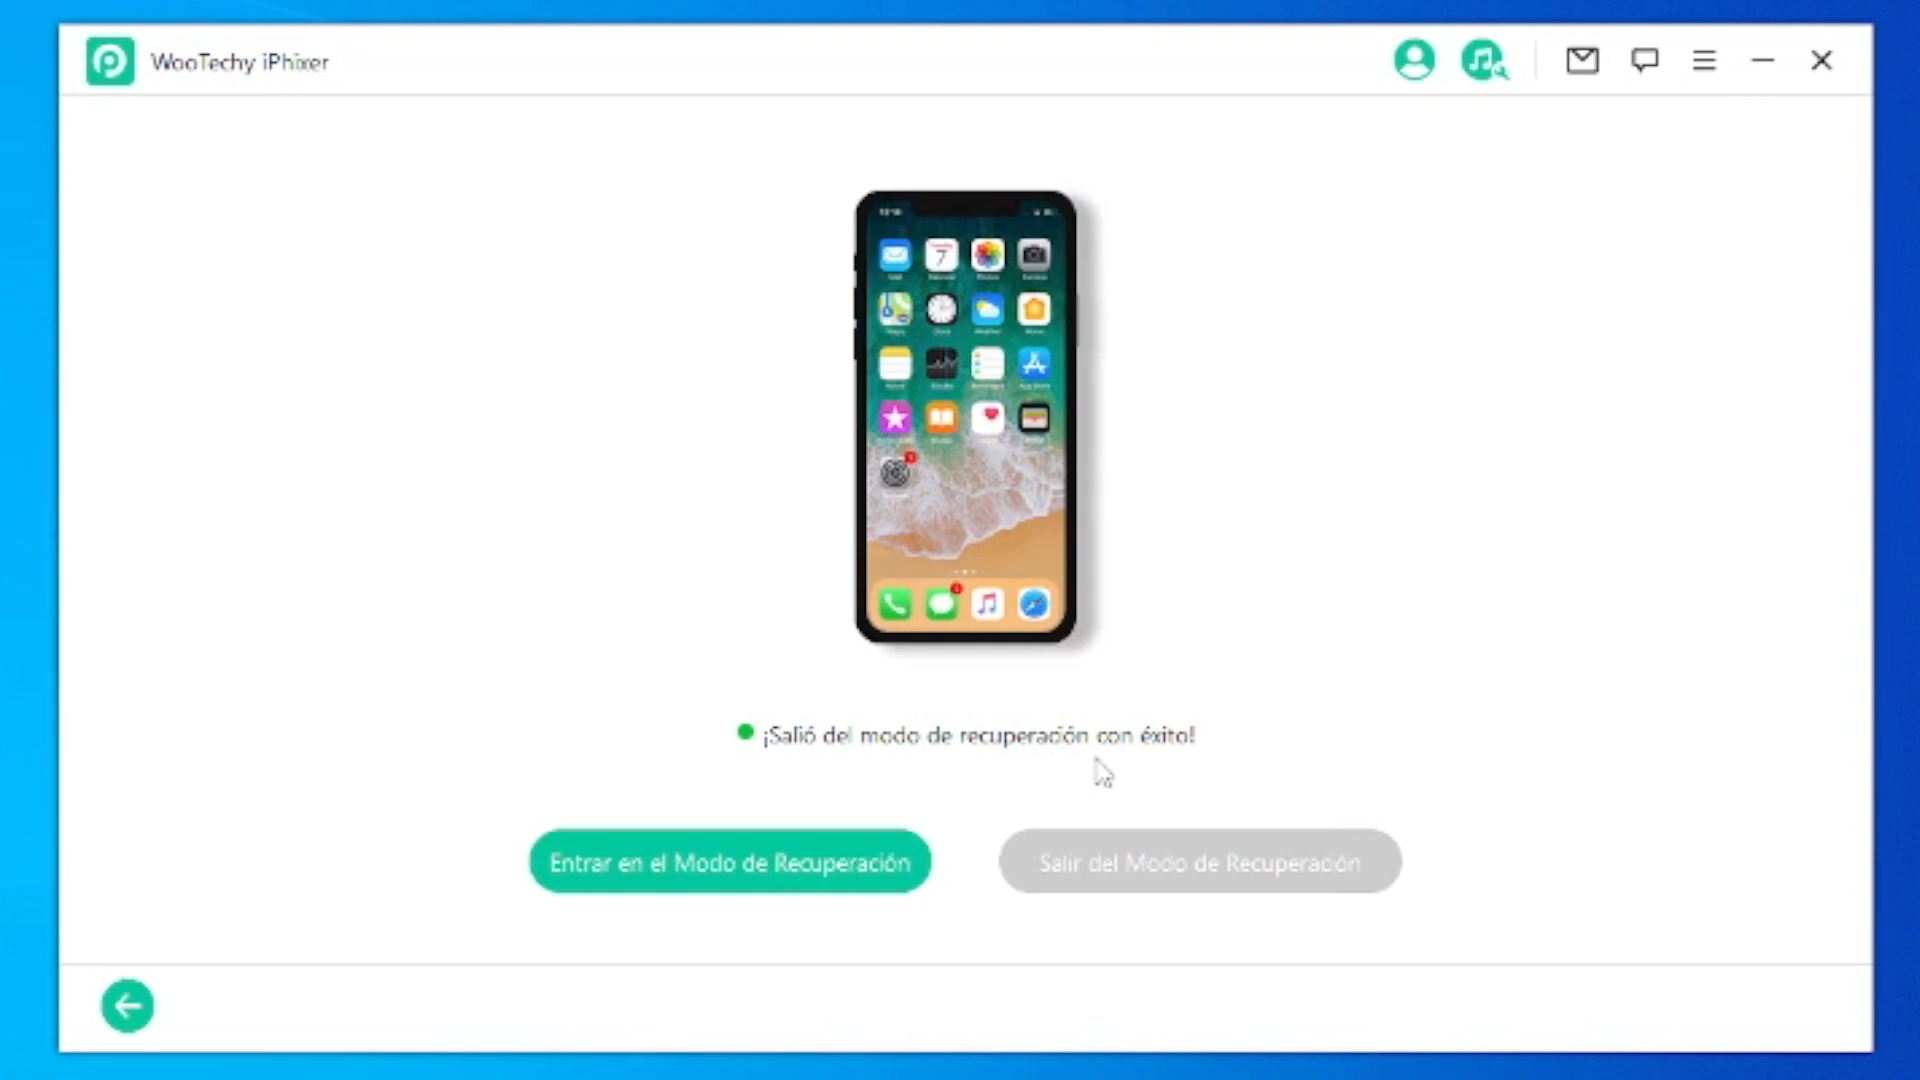 WooTechy iPhixer
7
¡Salió del modo de recuperación con éxito!
Entrar en el Modo de Recuperación
Salir del Modo de Recuperación